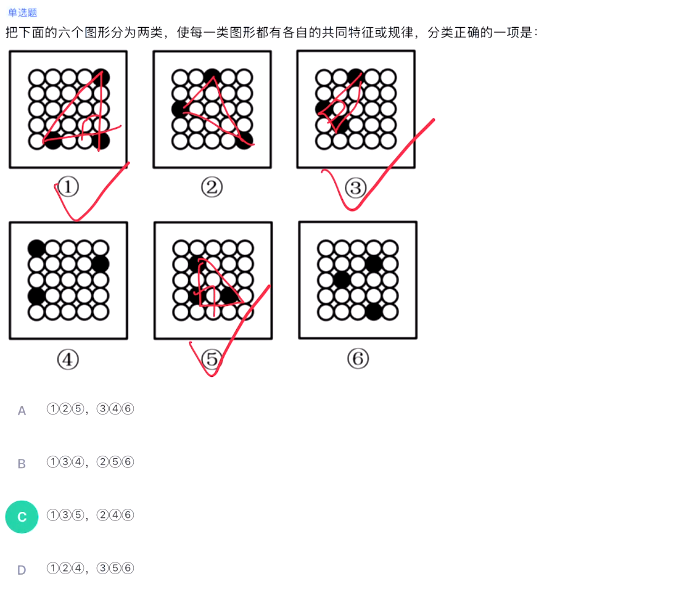 单选题
把下面的六个图形分为两类，使每一类图形都有各自的共同特征或规律，分类正确的一项是：
① ② ③
④ ⑤ ⑥
A ①②⑤，③④⑥
B ①③④，②⑤⑥
C ①③⑤，②④⑥
D ①②④，③⑤⑥